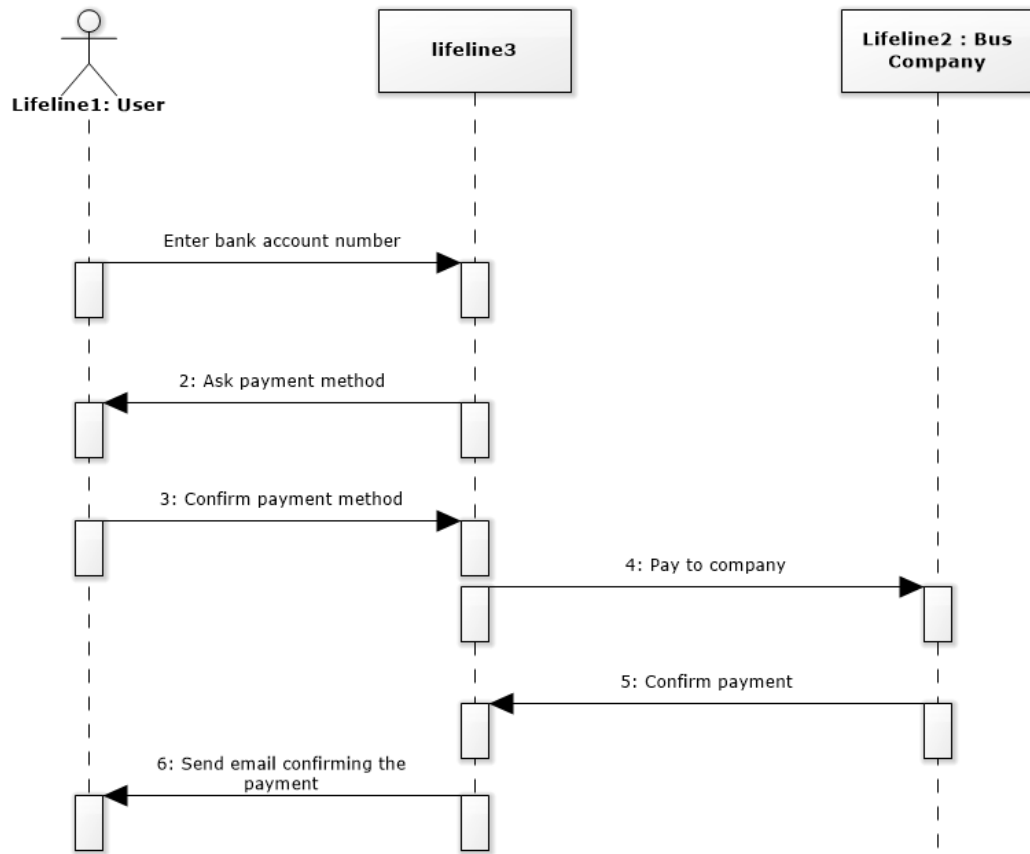 Lifeline1: User
lifeline3
Lifeline2 : Bus
Company
Enter bank account number
2: Ask payment method
3: Confirm payment method
4: Pay to company
5: Confirm payment
6: Send email confirming the
payment